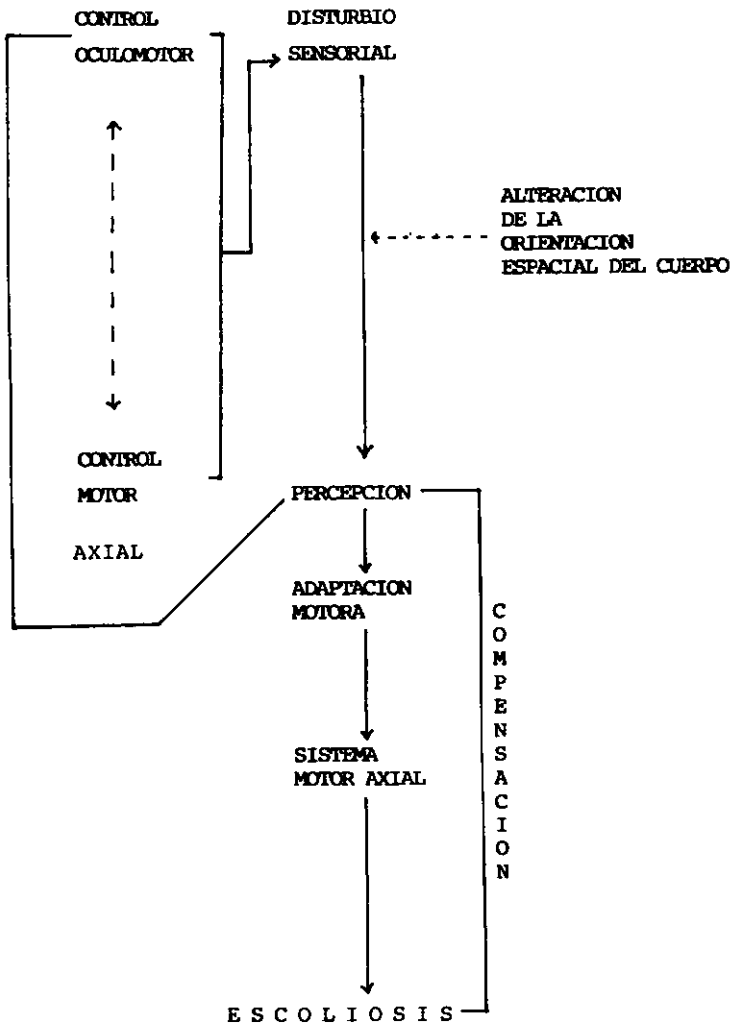 CONTROL
OCULOMOTOR
DISTURBIO
SENSORIAL
ALTERACION
DE LA
ORIENTACION
ESPACIAL DEL CUERPO
CONTROL
MOTOR
AXIAL
PERCEPCION
ADAPTACION
MOTORA
SISTEMA
MOTOR AXIAL
C
O
M
P
E
N
S
A
C
I
O
N
E S C O L I O S I S